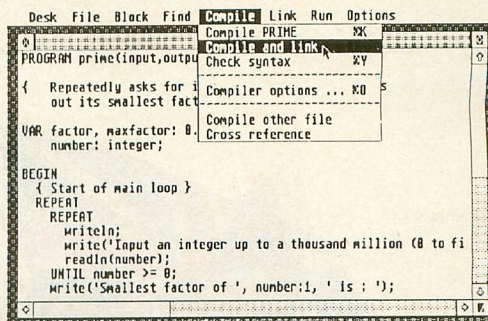 Desk File Block Find Compile Link Run Options
Compile PRIME ⌘K
Compile and link
Check syntax ⌘Y
Compiler options ... ⌘O
Compile other file
Cross reference
PROGRAM prime(input,outpu
{ Repeatedly asks for i s
out its smallest fact
VAR factor, maxfactor: 0.
number: integer;
BEGIN
{ Start of main loop }
REPEAT
REPEAT
writeln;
write('Input an integer up to a thousand million (0 to fi
readln(number);
UNTIL number >= 0;
write('Smallest factor of ', number:1, ' is : ');